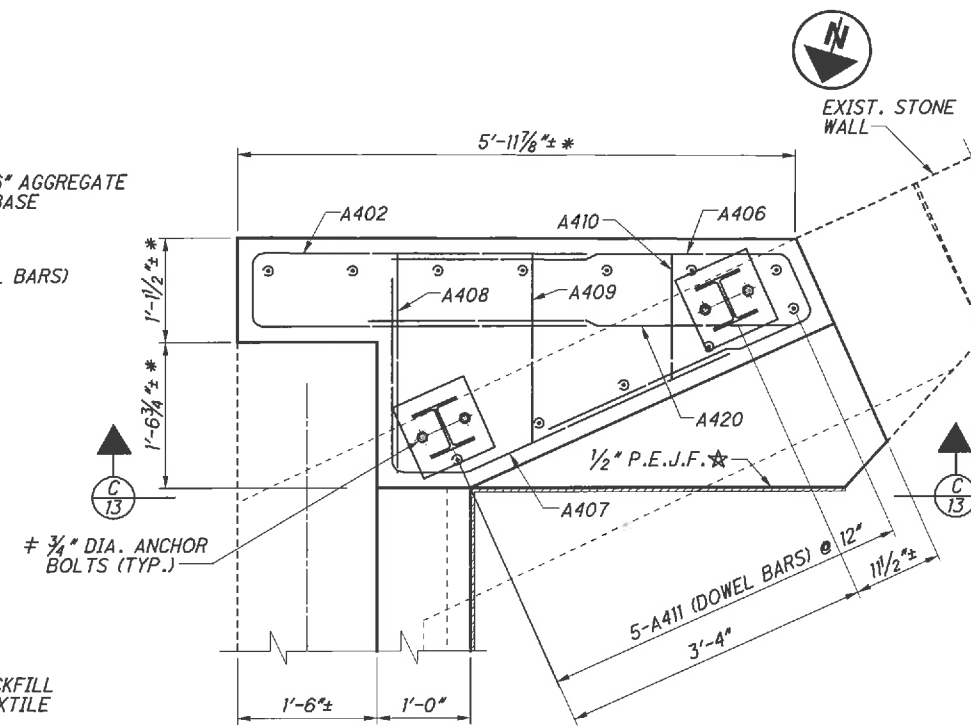 N
EXIST. STONE
WALL
5'-11⅞"± *
6" AGGREGATE
BASE
A402
A410
A406
BARS)
1'-1½"± *
A408
A409
1'-6¾"± *
A420
½" P.E.J.F.☆
C
13
C
13
A407
‡ ¾" DIA. ANCHOR
BOLTS (TYP.)
5-A411 (DOWEL BARS) @ 12"
11½"±
3'-4"
CKFILL
XTILE
1'-6"±
1'-0"